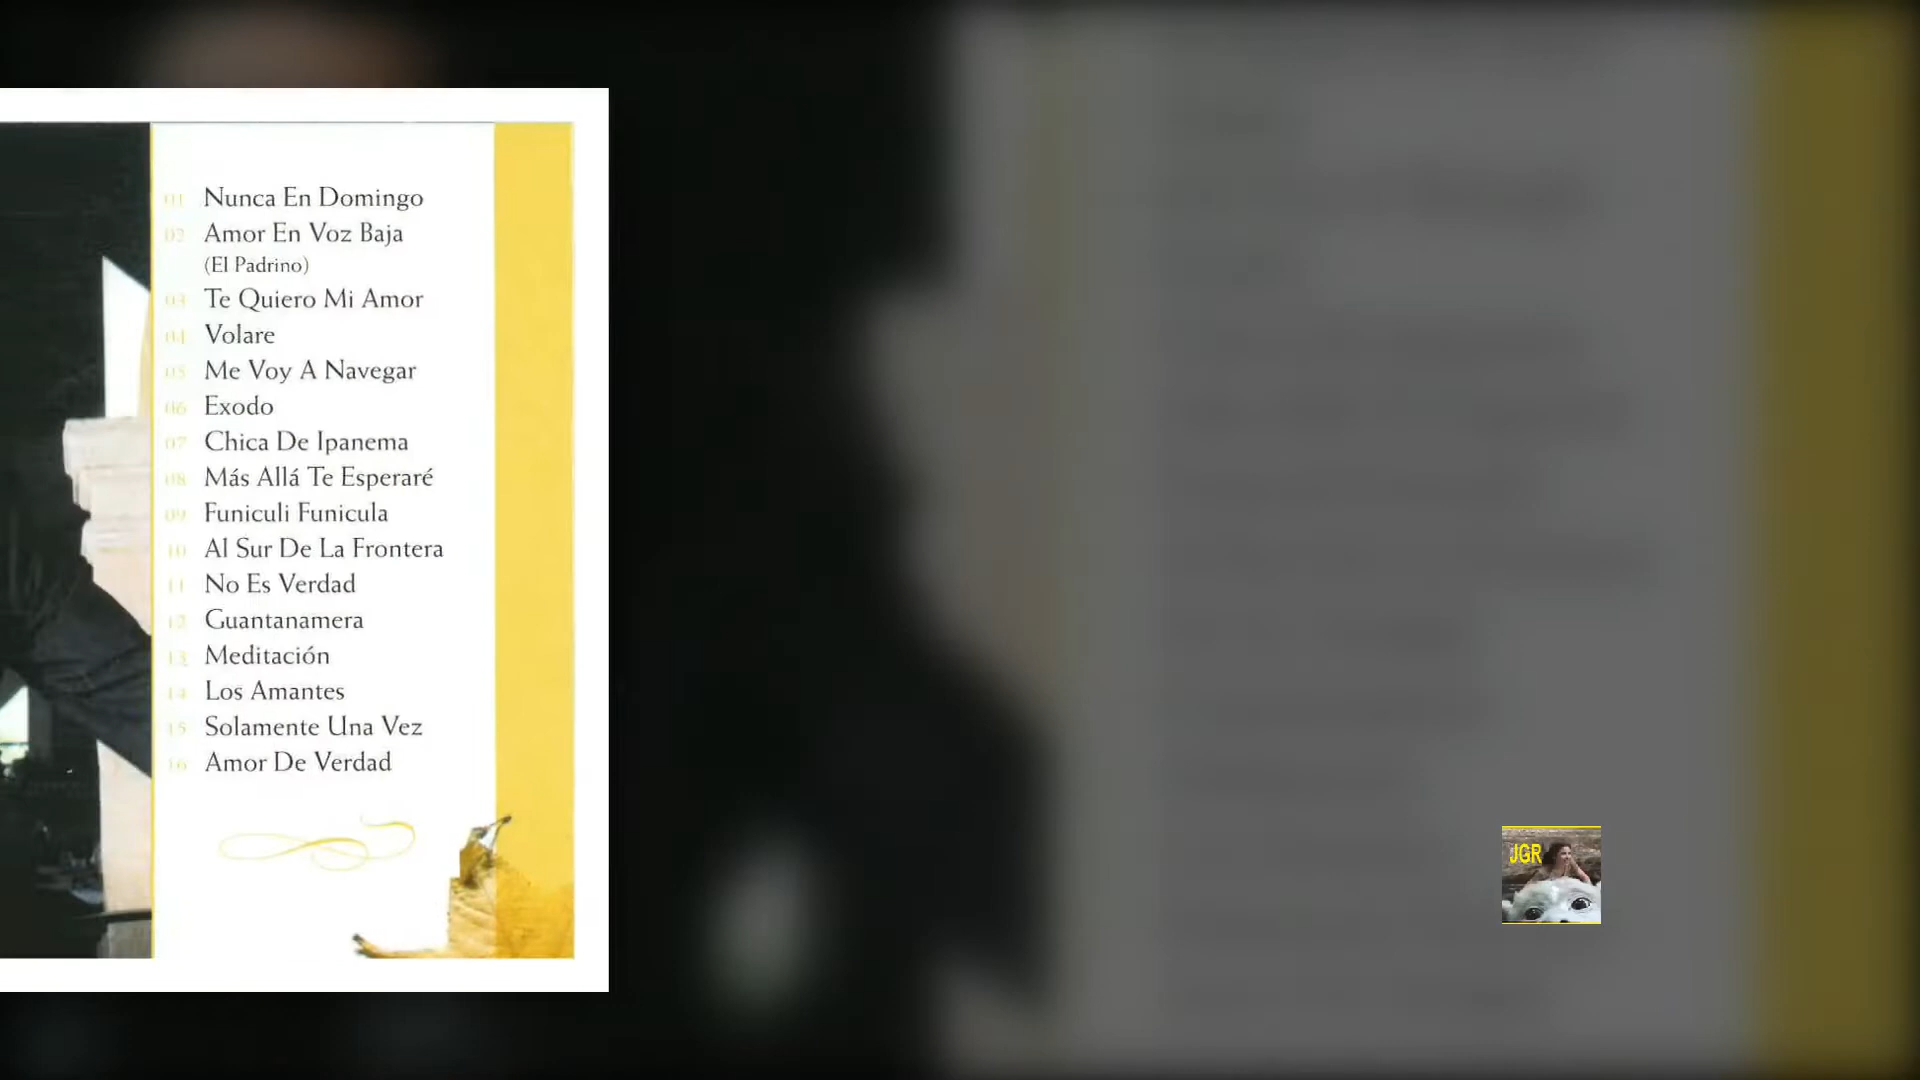 01 Nunca En Domingo
02 Amor En Voz Baja
(El Padrino)
03 Te Quiero Mi Amor
04 Volare
05 Me Voy A Navegar
06 Exodo
07 Chica De Ipanema
08 Más Allá Te Esperaré
09 Funiculi Funicula
10 Al Sur De La Frontera
11 No Es Verdad
12 Guantanamera
13 Meditación
14 Los Amantes
15 Solamente Una Vez
16 Amor De Verdad
JGR